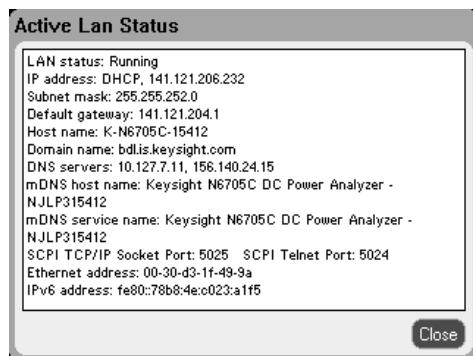 Active Lan Status
LAN status: Running
IP address: DHCP, 141.121.206.232
Subnet mask: 255.255.252.0
Default gateway: 141.121.204.1
Host name: K-N6705C-15412
Domain name: bdl.is.keysight.com
DNS servers: 10.127.7.11, 156.140.24.15
mDNS host name: Keysight N6705C DC Power Analyzer -
NJLP315412
mDNS service name: Keysight N6705C DC Power Analyzer -
NJLP315412
SCPI TCP/IP Socket Port: 5025 SCPI Telnet Port: 5024
Ethernet address: 00-30-d3-1f-49-9a
IPv6 address: fe80::78b8:4e:c023:a1f5
Close